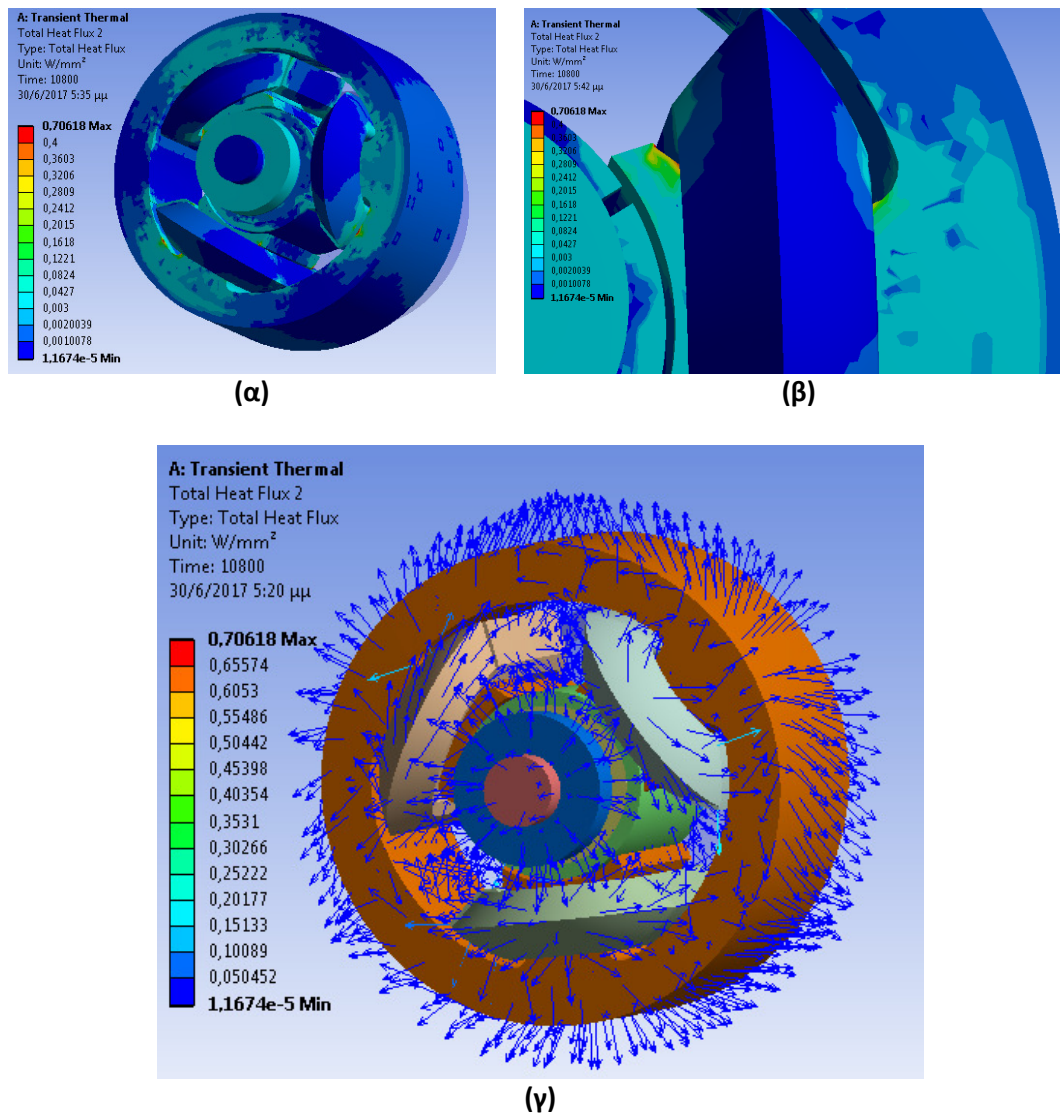 A: Transient Thermal
Total Heat Flux 2
Type: Total Heat Flux
Unit: W/mm²
Time: 10800
30/6/2017 5:35 μμ
0,70618 Max
0,4
0,3603
0,3206
0,2809
0,2412
0,2015
0,1618
0,1221
0,0824
0,0427
0,003
0,0020039
0,0010078
1,1674e-5 Min
(α)
A: Transient Thermal
Total Heat Flux 2
Type: Total Heat Flux
Unit: W/mm²
Time: 10800
30/6/2017 5:42 μμ
0,70618 Max
0,4
0,3603
0,3206
0,2809
0,2412
0,2015
0,1618
0,1221
0,0824
0,0427
0,003
0,0020039
0,0010078
1,1674e-5 Min
(β)
A: Transient Thermal
Total Heat Flux 2
Type: Total Heat Flux
Unit: W/mm²
Time: 10800
30/6/2017 5:20 μμ
0,70618 Max
0,65574
0,6053
0,55486
0,50442
0,45398
0,40354
0,3531
0,30266
0,25222
0,20177
0,15133
0,10089
0,050452
1,1674e-5 Min
(γ)